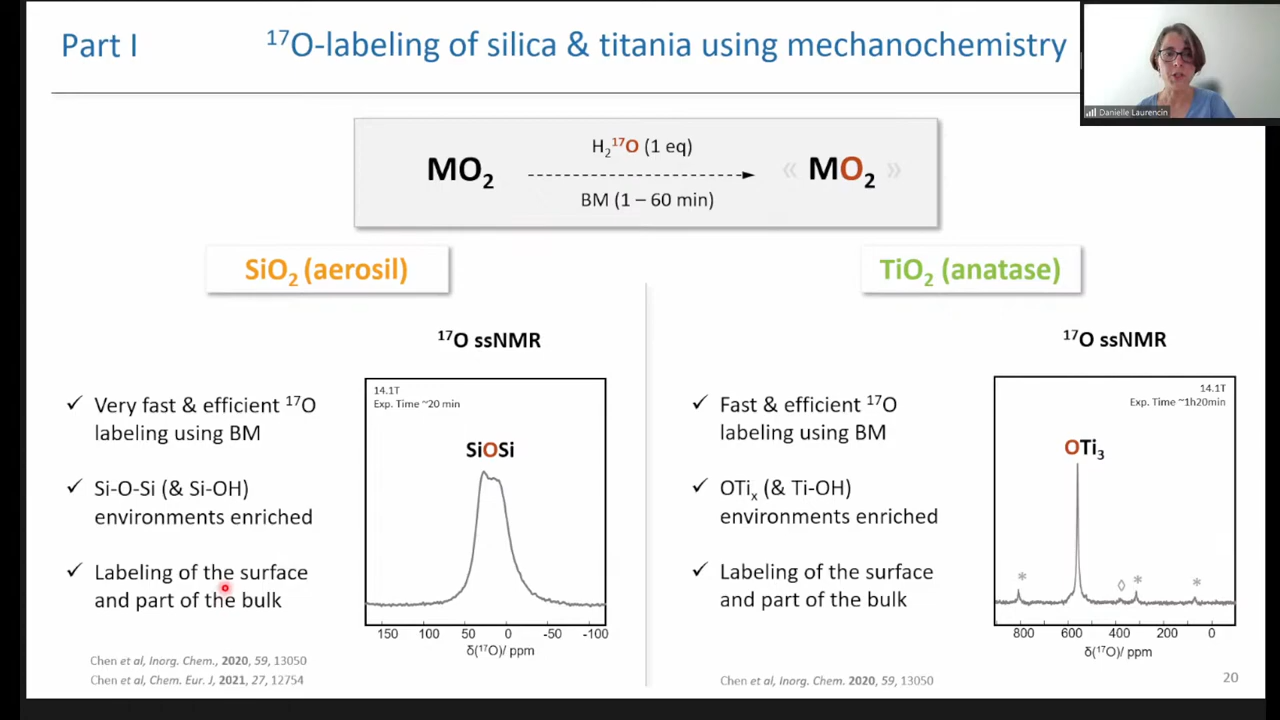 Part I
¹⁷O-labeling of silica & titania using mechanochemistry
Danielle Laurencin
H₂¹⁷O (1 eq)
MO₂
« MO₂ »
BM (1 – 60 min)
SiO₂ (aerosil)
¹⁷O ssNMR
✓ Very fast & efficient ¹⁷O
labeling using BM
✓ Si-O-Si (& Si-OH)
environments enriched
✓ Labeling of the surface
and part of the bulk
14.1T
Exp. Time ~20 min
SiOSi
150 100 50 0 -50 -100
δ(¹⁷O)/ ppm
Chen et al, Inorg. Chem., 2020, 59, 13050
Chen et al, Chem. Eur. J, 2021, 27, 12754
TiO₂ (anatase)
¹⁷O ssNMR
✓ Fast & efficient ¹⁷O
labeling using BM
✓ OTiₓ (& Ti-OH)
environments enriched
✓ Labeling of the surface
and part of the bulk
14.1T
Exp. Time ~1h20min
OTi₃
* ◊ * *
800 600 400 200 0
δ(¹⁷O)/ ppm
Chen et al, Inorg. Chem. 2020, 59, 13050
20